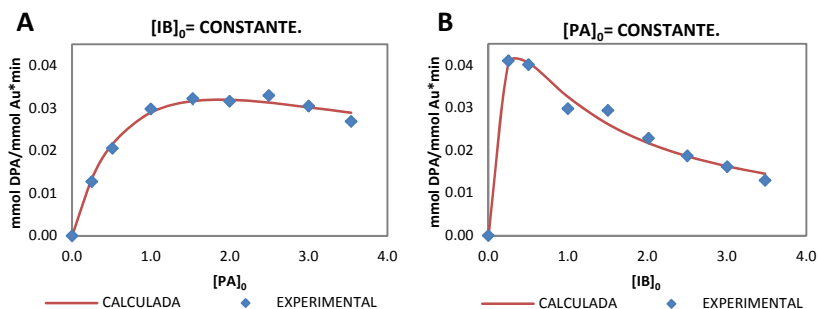 A
[IB]₀= CONSTANTE.
mmol DPA/mmol Au*min
0.04
0.03
0.02
0.01
0.00
0.0 1.0 2.0 3.0 4.0
[PA]₀
CALCULADA EXPERIMENTAL
B
[PA]₀= CONSTANTE.
mmol DPA/mmol Au*min
0.04
0.03
0.02
0.01
0.00
0.0 1.0 2.0 3.0 4.0
[IB]₀
CALCULADA EXPERIMENTAL